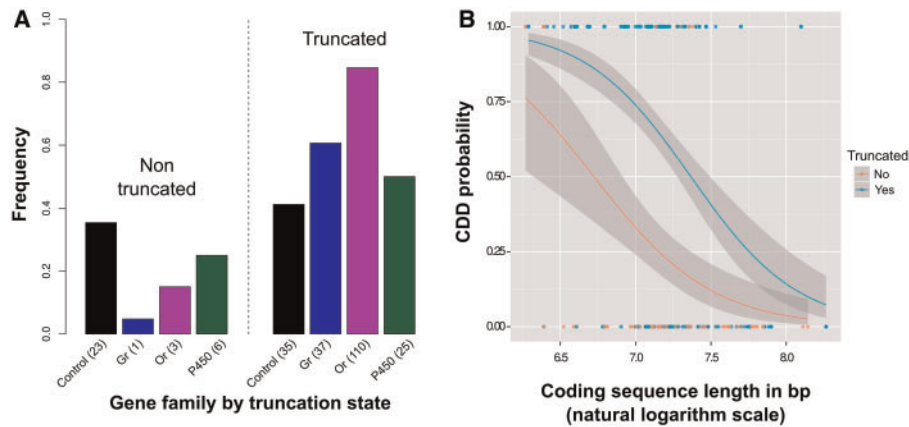 A
Frequency
1.0
0.8
0.6
0.4
0.2
0.0
Non
truncated
Truncated
Control (23)
Gr (1)
Or (3)
P450 (6)
Control (35)
Gr (37)
Or (110)
P450 (25)
Gene family by truncation state
B
CDD probability
1.00
0.75
0.50
0.25
0.00
6.5
7.0
7.5
8.0
Coding sequence length in bp
(natural logarithm scale)
Truncated
No
Yes